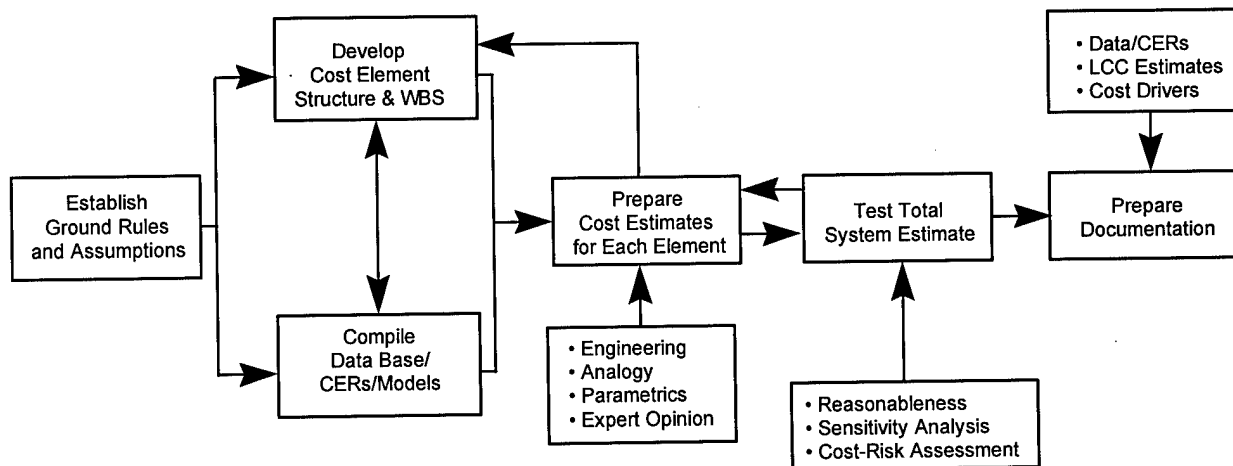 Establish
Ground Rules
and Assumptions
Develop
Cost Element
Structure & WBS
Compile
Data Base/
CERs/Models
Prepare
Cost Estimates
for Each Element
• Engineering
• Analogy
• Parametrics
• Expert Opinion
Test Total
System Estimate
• Reasonableness
• Sensitivity Analysis
• Cost-Risk Assessment
• Data/CERs
• LCC Estimates
• Cost Drivers
Prepare
Documentation